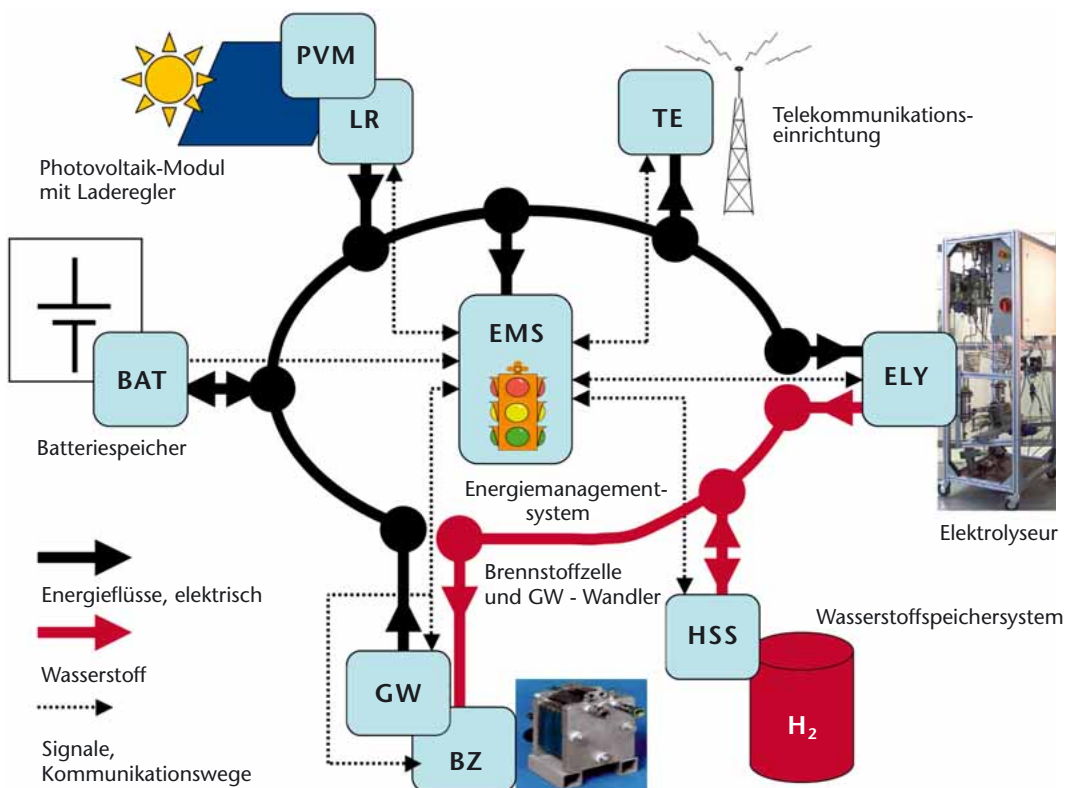 PVM
LR
Photovoltaik-Modul
mit Laderegler
TE
Telekommunikations-
einrichtung
EMS
Energiemanagement-
system
BAT
Batteriespeicher
ELY
Elektrolyseur
Energieflüsse, elektrisch
Wasserstoff
Signale,
Kommunikationswege
Brennstoffzelle
und GW - Wandler
GW
BZ
HSS
Wasserstoffspeichersystem
H₂